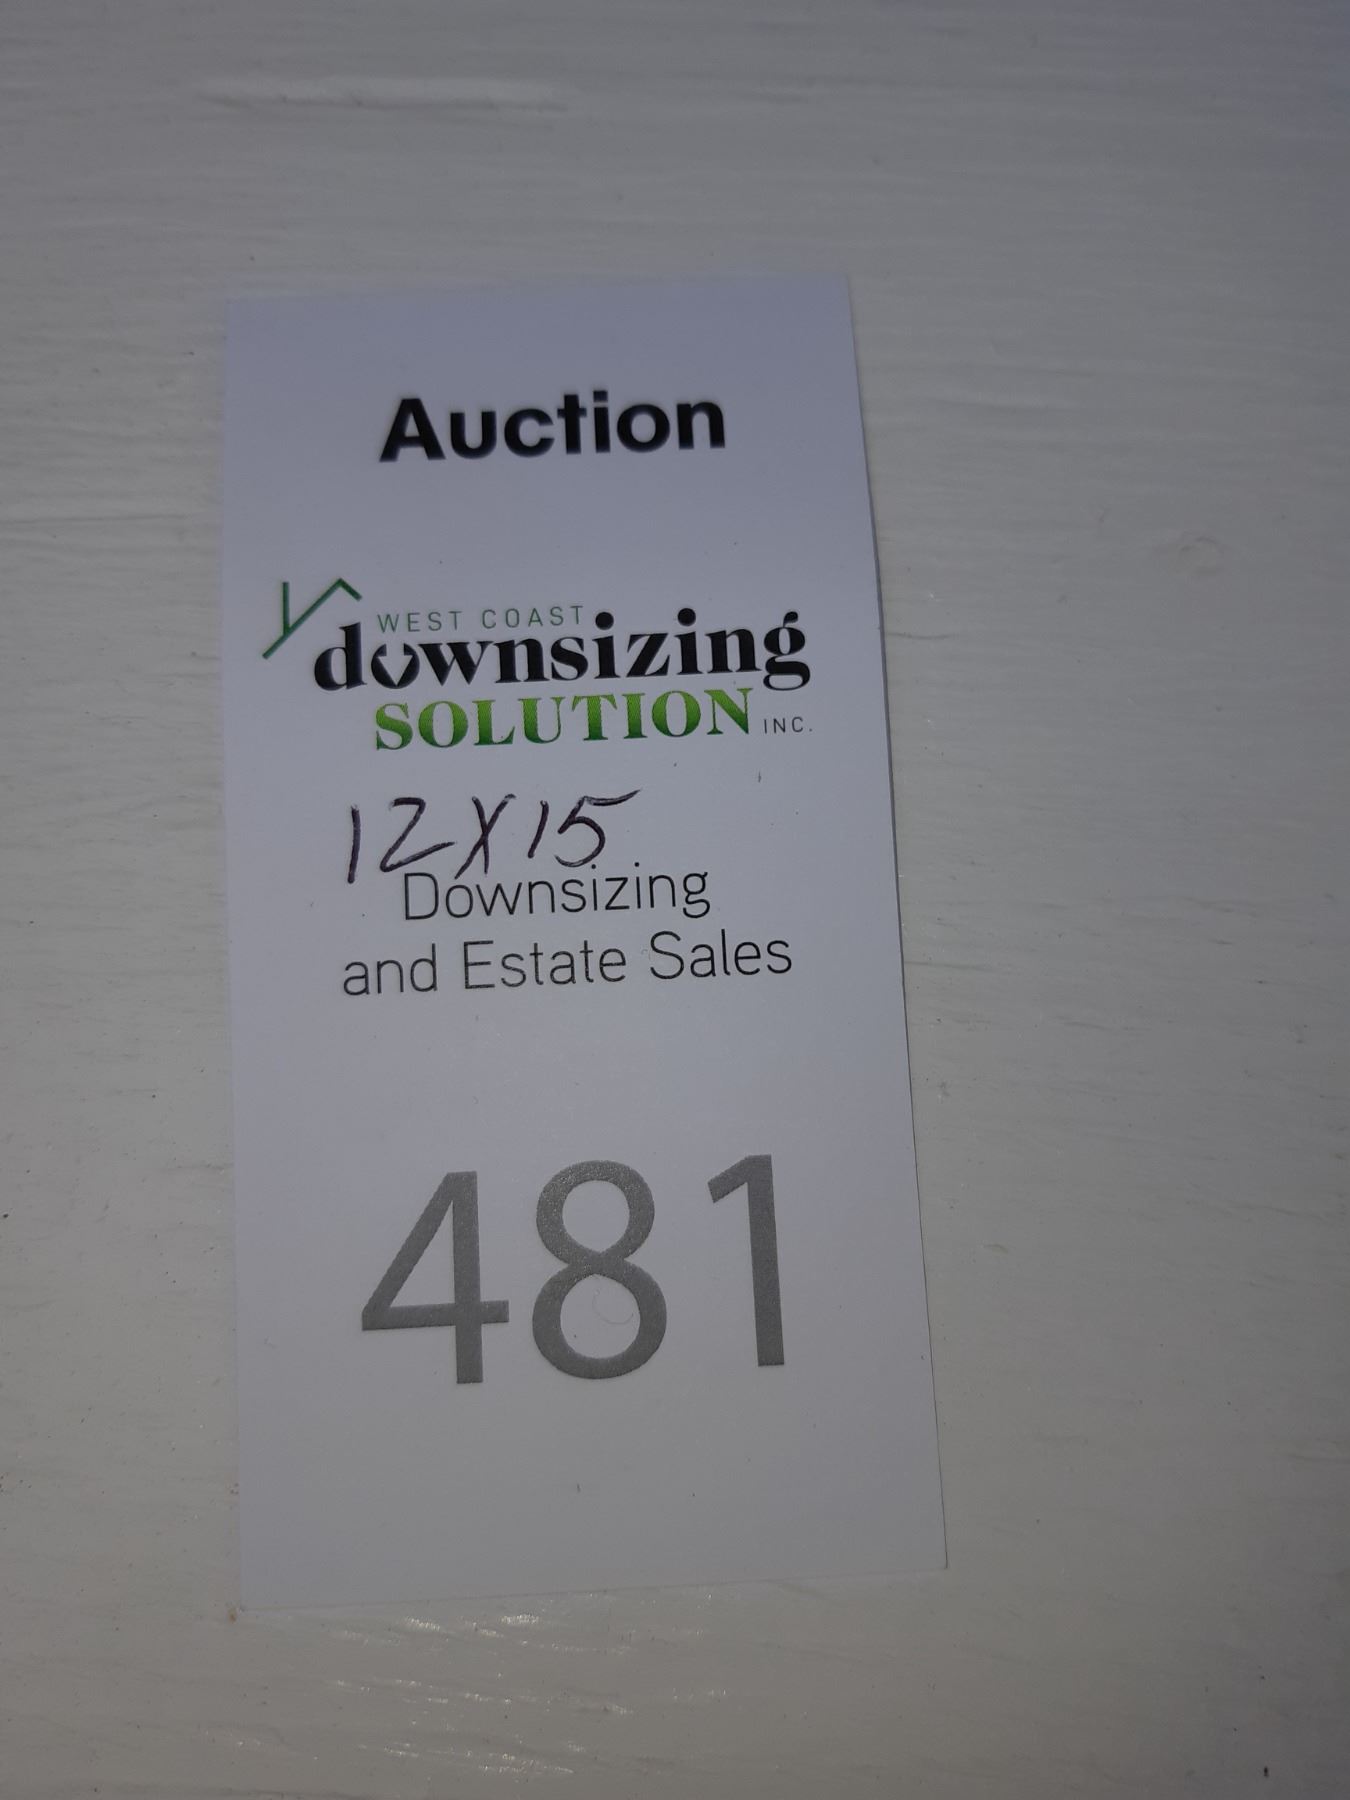 Auction
WEST COAST
downsizing
SOLUTION INC.
12X15
Downsizing
and Estate Sales
481